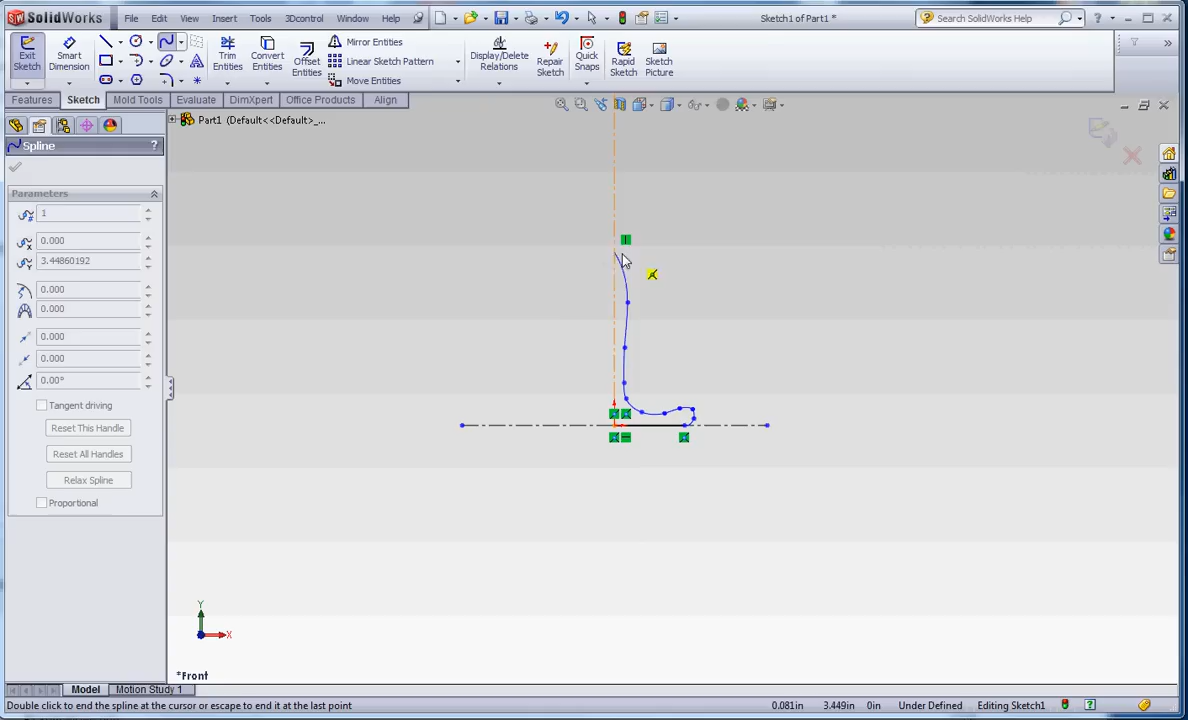 SolidWorks
File Edit View Insert Tools 3Dcontrol Window Help
Sketch1 of Part1 *
Search SolidWorks Help
Exit Sketch
Smart Dimension
Trim Entities
Convert Entities
Offset Entities
Mirror Entities
Linear Sketch Pattern
Move Entities
Display/Delete Relations
Repair Sketch
Quick Snaps
Rapid Sketch
Sketch Picture
Features Sketch Mold Tools Evaluate DimXpert Office Products Align
Part1 (Default<<Default>_...
Spline ?
Parameters
1
0.000
3.44860192
0.000
0.000
0.000
0.000
0.00°
Tangent driving
Reset This Handle
Reset All Handles
Relax Spline
Proportional
Y
X
*Front
Model Motion Study 1
Double click to end the spline at the cursor or escape to end it at the last point
0.081in 3.449in 0in Under Defined Editing Sketch1